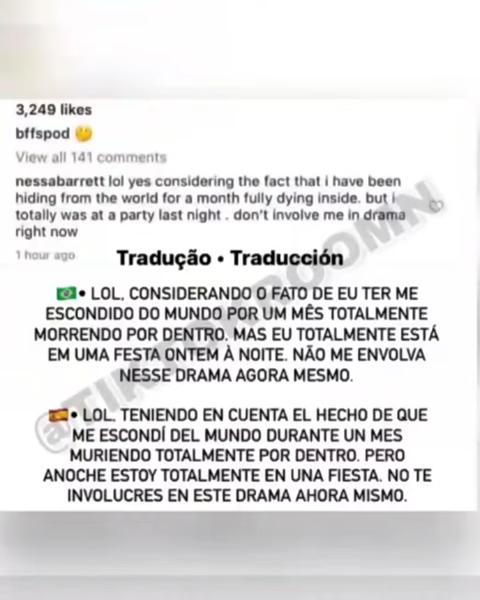 3,249 likes
bffspod 🤔
View all 141 comments
nessabarrett lol yes considering the fact that i have been
hiding from the world for a month fully dying inside. but i
totally was at a party last night . don't involve me in drama
right now
1 hour ago
Tradução • Traducción
🇧🇷• LOL, CONSIDERANDO O FATO DE EU TER ME
ESCONDIDO DO MUNDO POR UM MÊS TOTALMENTE
MORRENDO POR DENTRO. MAS EU TOTALMENTE ESTÁ
EM UMA FESTA ONTEM À NOITE. NÃO ME ENVOLVA
NESSE DRAMA AGORA MESMO.
🇪🇸• LOL, TENIENDO EN CUENTA EL HECHO DE QUE
ME ESCONDÍ DEL MUNDO DURANTE UN MES
MURIENDO TOTALMENTE POR DENTRO. PERO
ANOCHE ESTOY TOTALMENTE EN UNA FIESTA. NO TE
INVOLUCRES EN ESTE DRAMA AHORA MISMO.
@TIKTOKROOMN